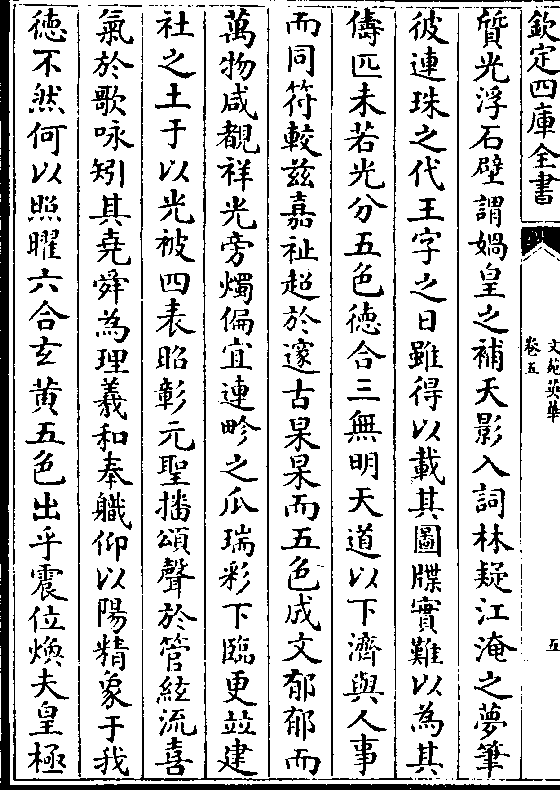 欽定四庫全書
文苑英華
卷五
五
質光浮石壁謂媧皇之補天影入詞林疑江淹之夢筆
彼連珠之代王字之日雖得以載其圖牒實難以為其
儔匹未若光分五色德合三無明天道以下濟與人事
而同符較兹嘉祉超於邃古杲杲而五色成文郁郁而
萬物咸覩祥光旁燭偏宜連畛之瓜瑞彩下臨更竝建
社之土于以光被四表昭彰元聖播頌聲於管絃流喜
氣於歌咏矧其堯舜為理羲和奉軄仰以陽精象于我
徳不然何以照曜六合玄黄五色出乎震位煥夫皇極